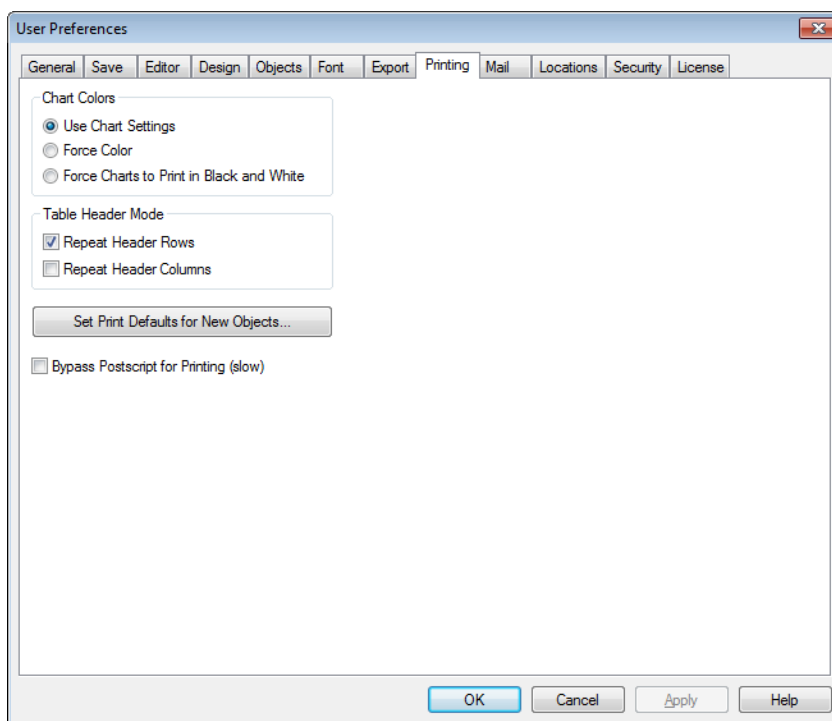 User Preferences
General Save Editor Design Objects Font Export Printing Mail Locations Security License
Chart Colors
Use Chart Settings
Force Color
Force Charts to Print in Black and White
Table Header Mode
Repeat Header Rows
Repeat Header Columns
Set Print Defaults for New Objects...
Bypass Postscript for Printing (slow)
OK Cancel Apply Help